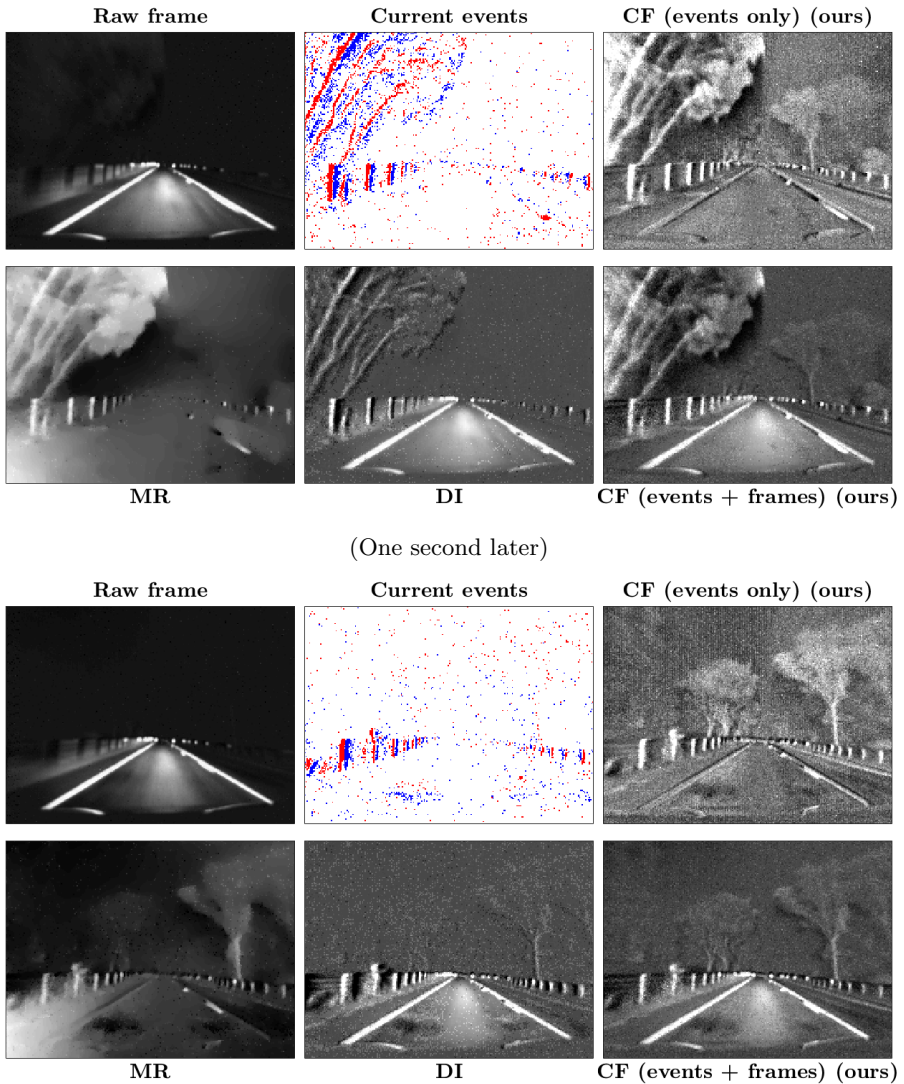 Raw frame
Current events
CF (events only) (ours)
MR
DI
CF (events + frames) (ours)
(One second later)
Raw frame
Current events
CF (events only) (ours)
MR
DI
CF (events + frames) (ours)